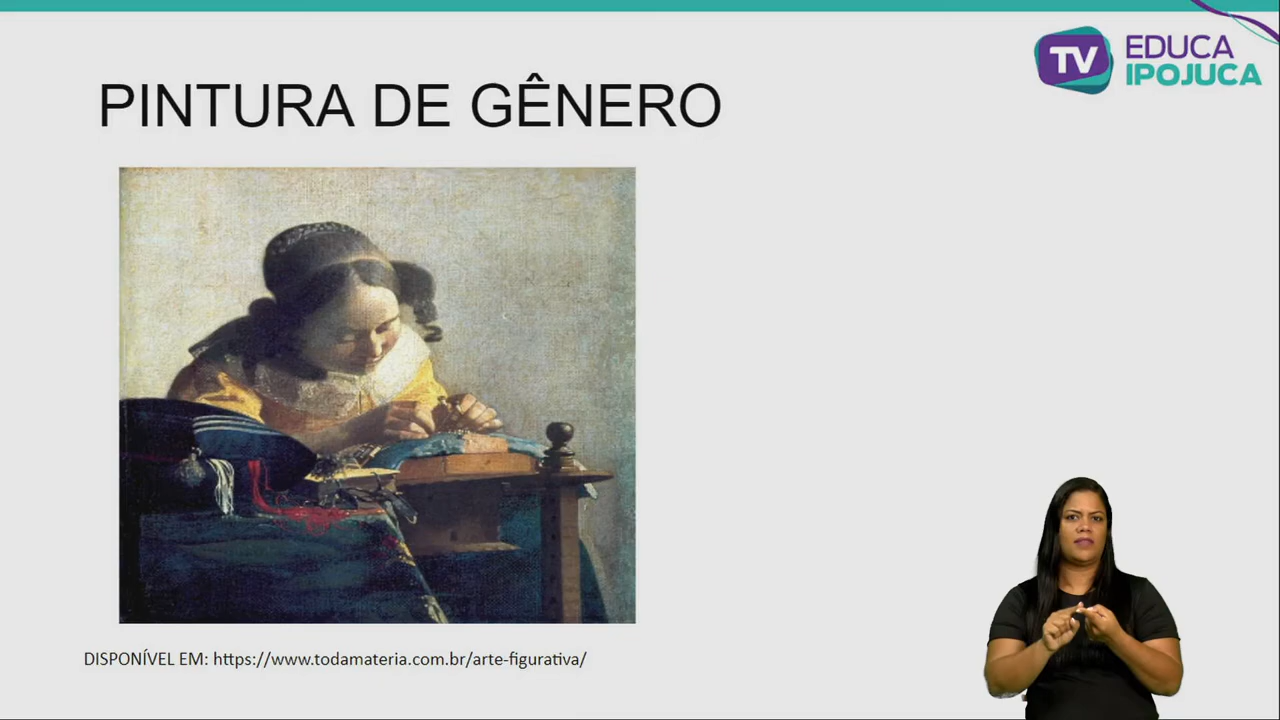 TV EDUCA
IPOJUCA
PINTURA DE GÊNERO
DISPONÍVEL EM: https://www.todamateria.com.br/arte-figurativa/